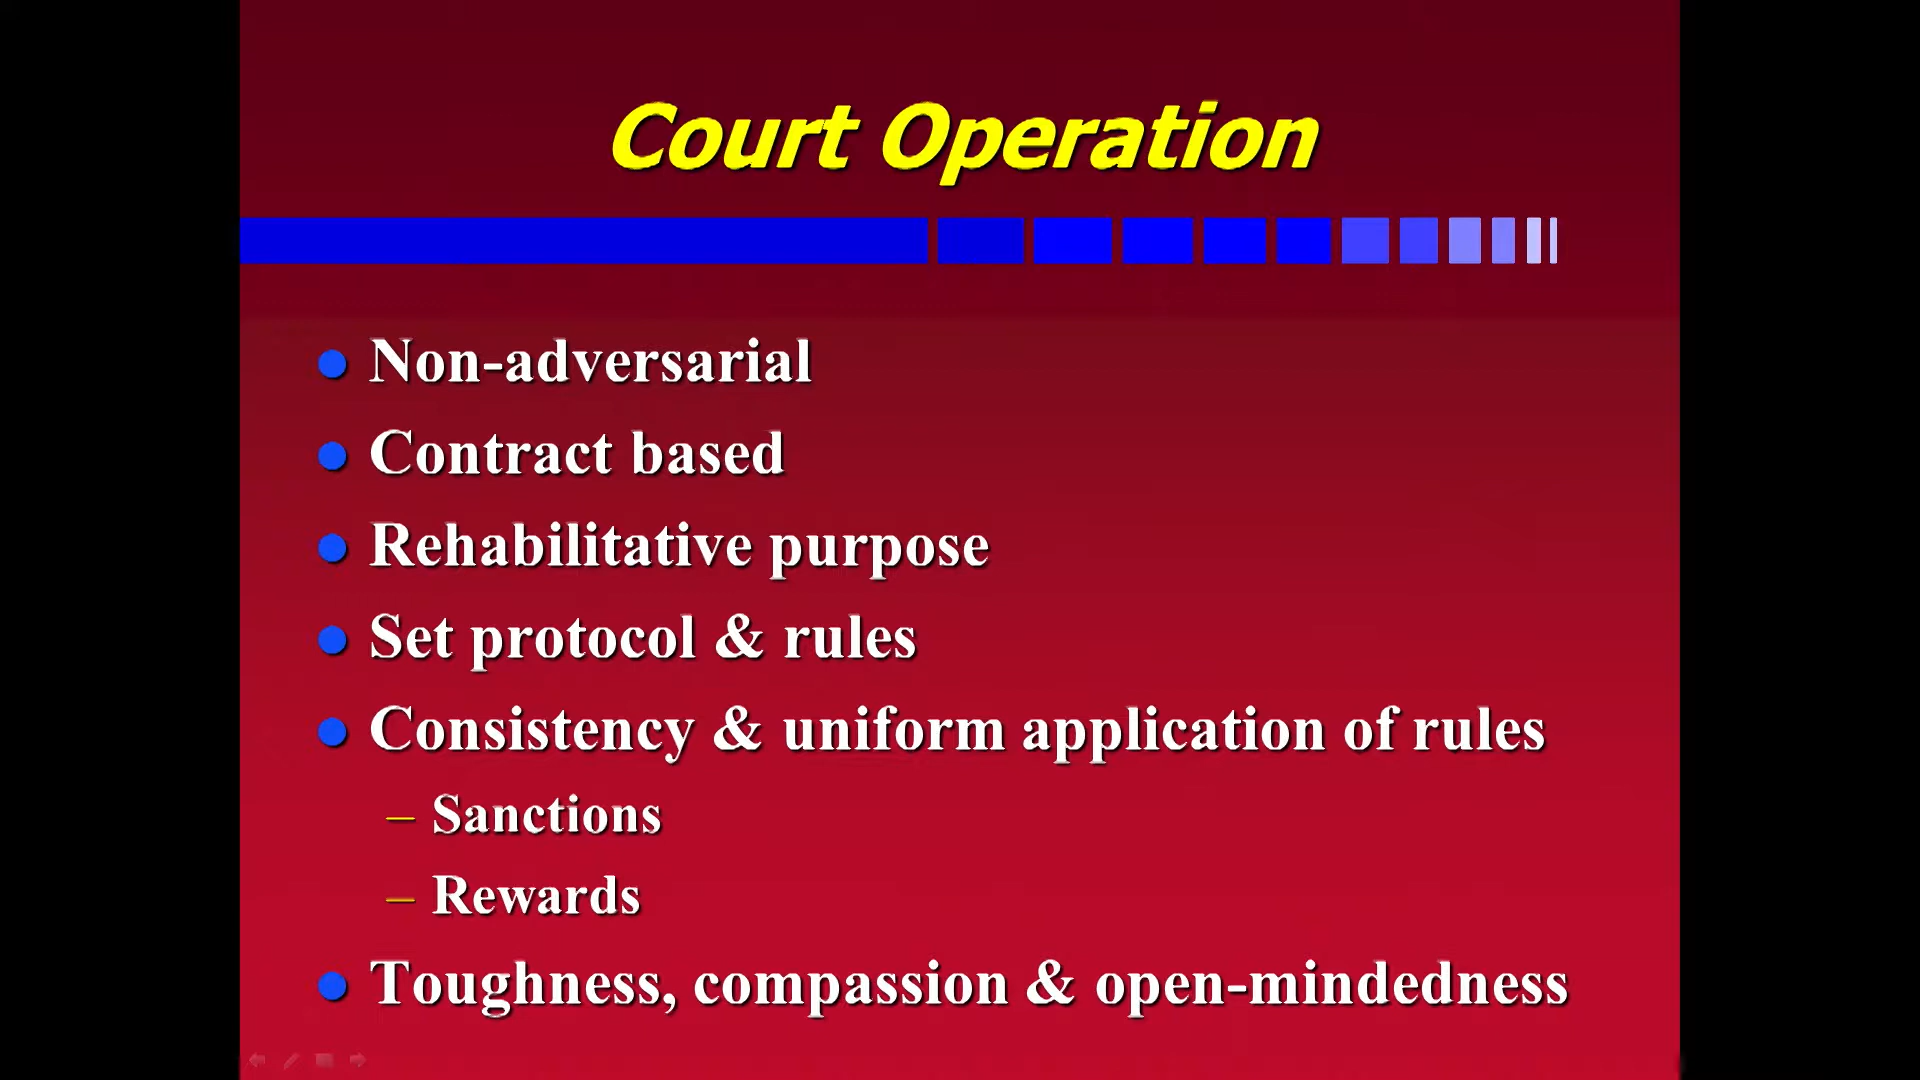 Court Operation
Non-adversarial
Contract based
Rehabilitative purpose
Set protocol & rules
Consistency & uniform application of rules
– Sanctions
– Rewards
Toughness, compassion & open-mindedness